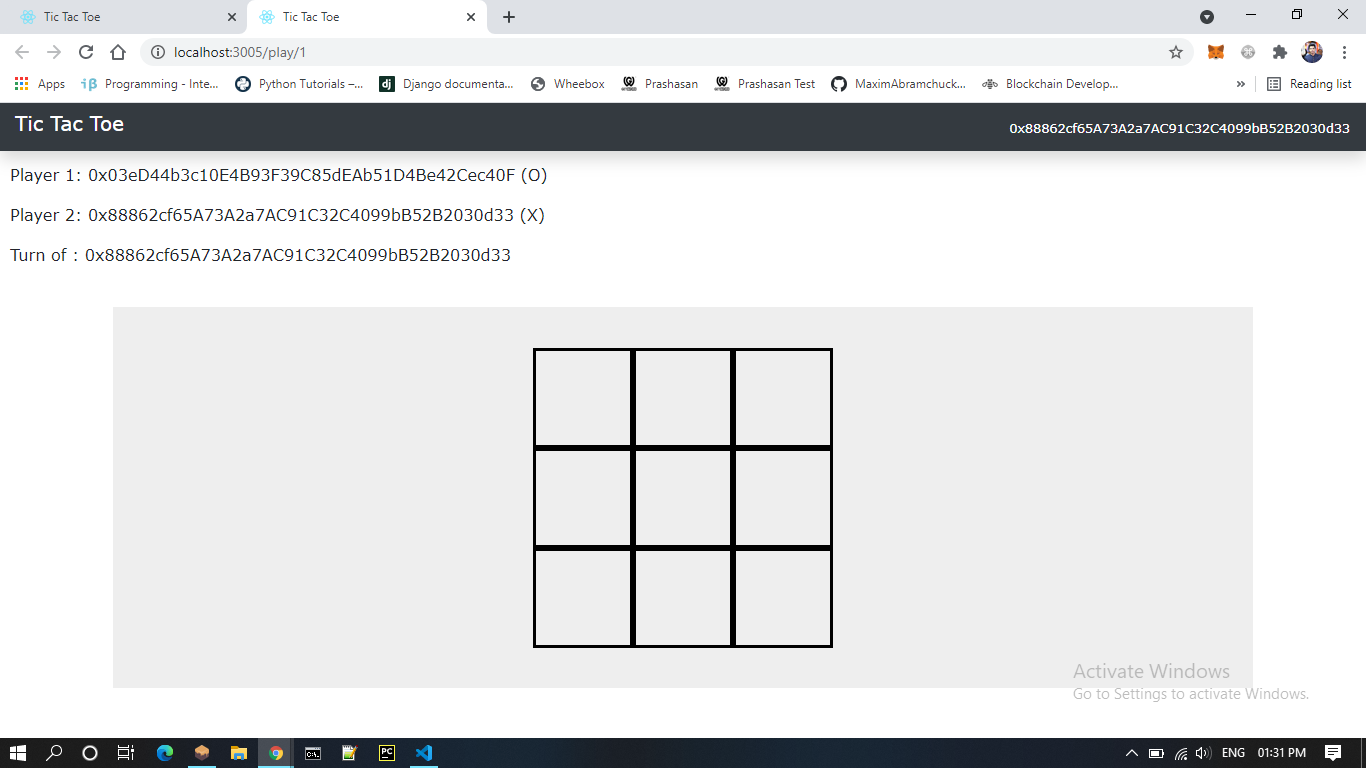 Tic Tac Toe
Tic Tac Toe
localhost:3005/play/1
Apps Programming - Inte... Python Tutorials –... dj Django documenta... Wheebox Prashasan Prashasan Test MaximAbramchuck... Blockchain Develop... » Reading list
Tic Tac Toe 0x88862cf65A73A2a7AC91C32C4099bB52B2030d33
Player 1: 0x03eD44b3c10E4B93F39C85dEAb51D4Be42Cec40F (O)
Player 2: 0x88862cf65A73A2a7AC91C32C4099bB52B2030d33 (X)
Turn of : 0x88862cf65A73A2a7AC91C32C4099bB52B2030d33
Activate Windows
Go to Settings to activate Windows.
PC ENG 01:31 PM